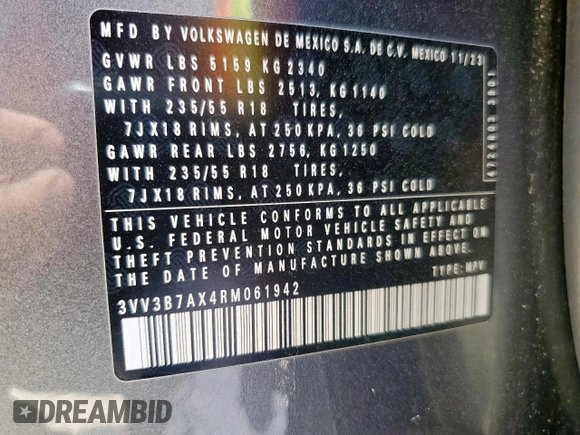 MFD BY VOLKSWAGEN DE MEXICO S.A. DE C.V. MEXICO 11/23
GVWR LBS 5159 KG 2340
GAWR FRONT LBS 2513, KG 1140
WITH 235/55 R18 TIRES,
7JX18 RIMS, AT 250 KPA, 36 PSI COLD
GAWR REAR LBS 2756, KG 1250
WITH 235/55 R18 TIRES,
7JX18 RIMS, AT 250 KPA, 36 PSI COLD
THIS VEHICLE CONFORMS TO ALL APPLICABLE
U.S. FEDERAL MOTOR VEHICLE SAFETY AND
THEFT PREVENTION STANDARDS IN EFFECT ON
THE DATE OF MANUFACTURE SHOWN ABOVE.
TYPE: MPV
3VV3B7AX4RM061942
DREAMBID